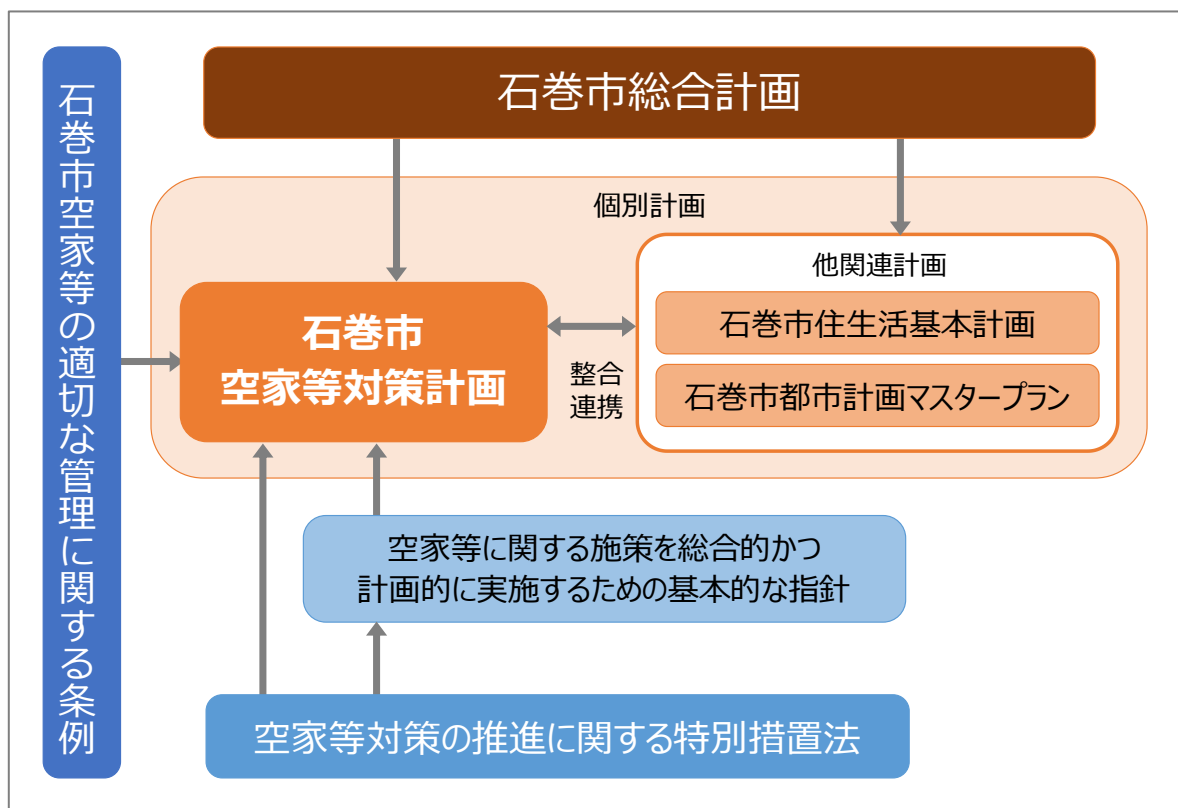 石巻市空家等の適切な管理に関する条例
石巻市総合計画
個別計画
他関連計画
石巻市
空家等対策計画
整合
連携
石巻市住生活基本計画
石巻市都市計画マスタープラン
空家等に関する施策を総合的かつ
計画的に実施するための基本的な指針
空家等対策の推進に関する特別措置法